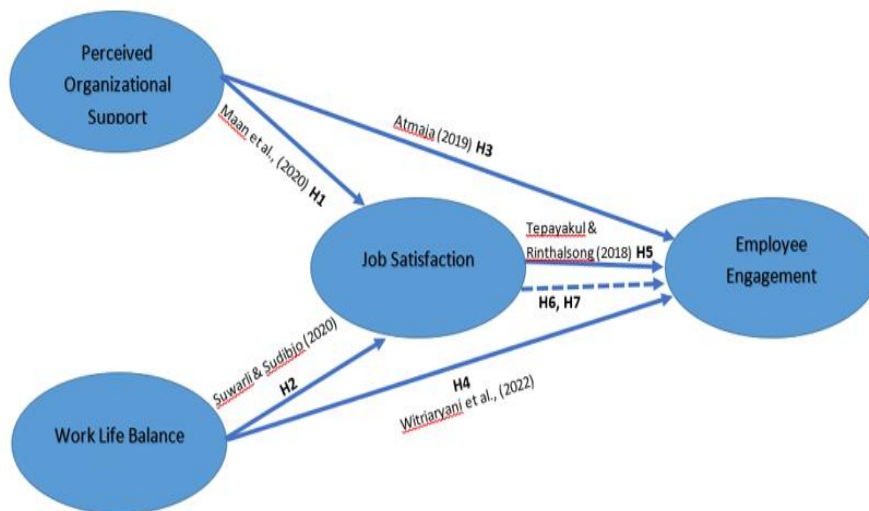 Perceived
Organizational
Support
Maan et al., (2020) H1
Atmaja (2019) H3
Job Satisfaction
Tepayakul &
Rinthalsong (2018) H5
H6, H7
Employee
Engagement
Suwarli & Sudibjo (2020)
H2
H4
Witriaryani et al., (2022)
Work Life Balance